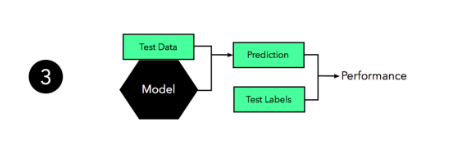 3
Test Data
Model
Prediction
Test Labels
Performance